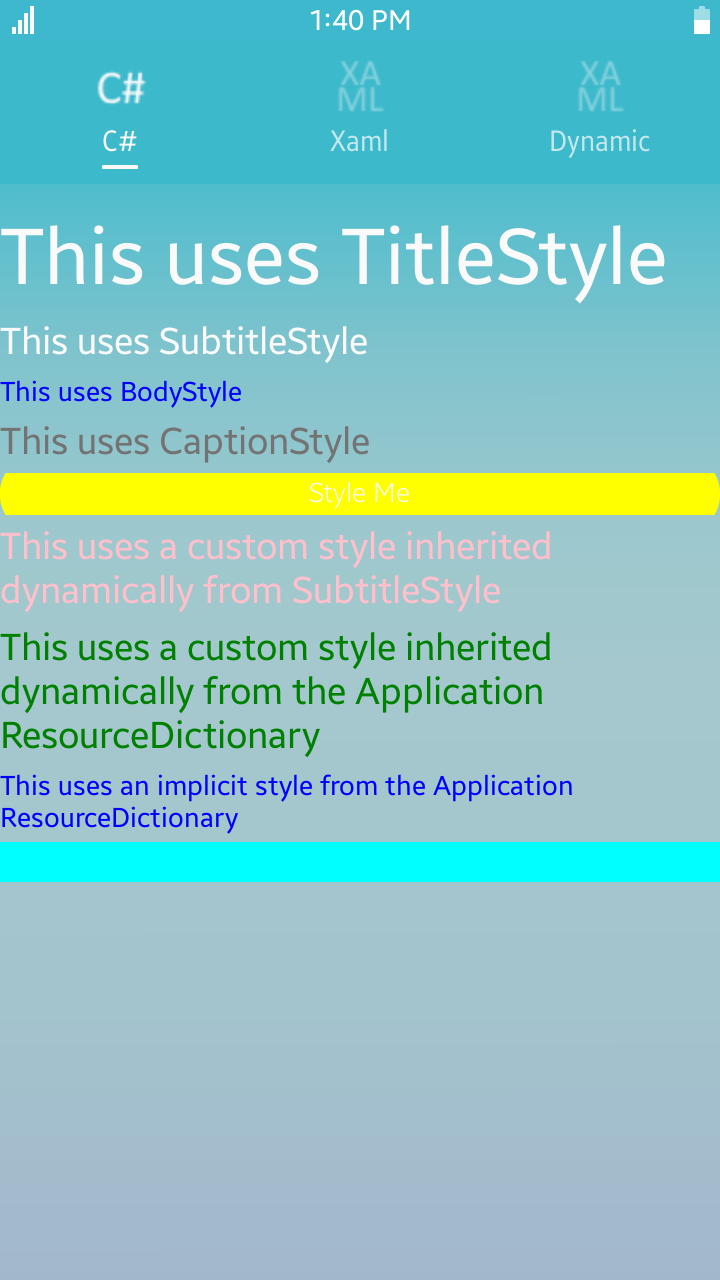 1:40 PM
C#
XA
ML
XA
ML
C#
Xaml
Dynamic
This uses TitleStyle
This uses SubtitleStyle
This uses BodyStyle
This uses CaptionStyle
Style Me
This uses a custom style inherited
dynamically from SubtitleStyle
This uses a custom style inherited
dynamically from the Application
ResourceDictionary
This uses an implicit style from the Application
ResourceDictionary